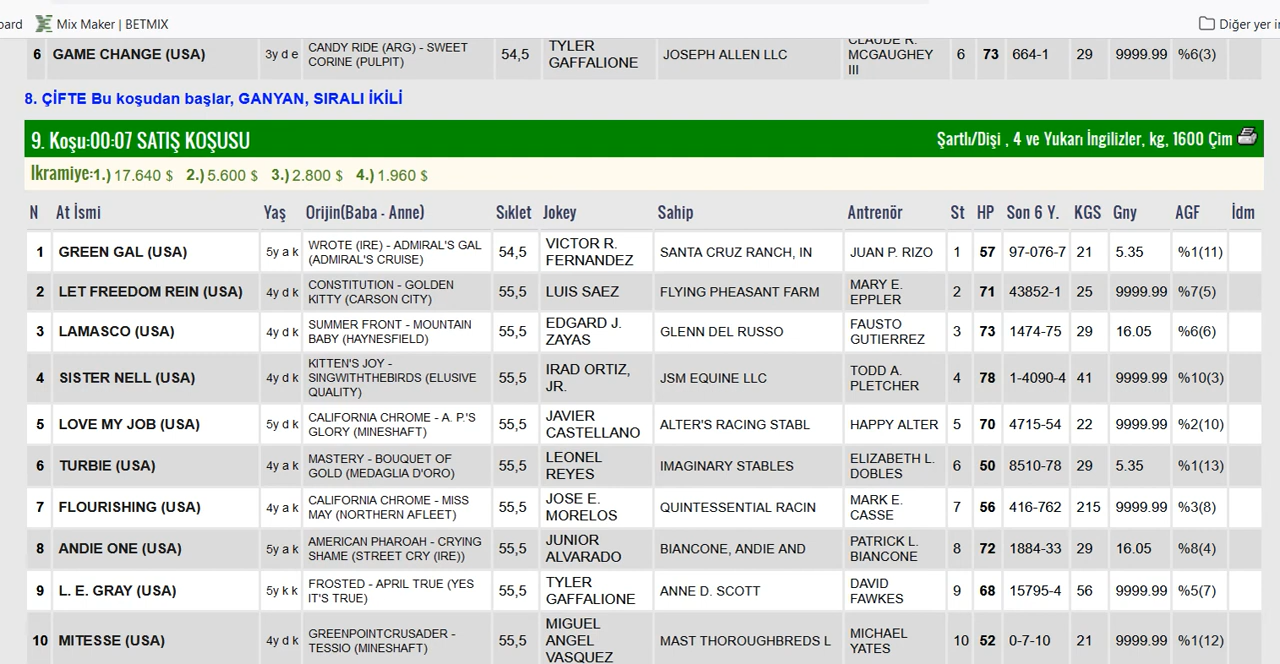 oard Mix Maker | BETMIX Diğer yer i
6 GAME CHANGE (USA) 3y d e CANDY RIDE (ARG) - SWEET CORINE (PULPIT) 54,5 TYLER GAFFALIONE JOSEPH ALLEN LLC CLAUDE R. MCGAUGHEY III 6 73 664-1 29 9999.99 %6(3)
8. ÇİFTE Bu koşudan başlar, GANYAN, SIRALI İKİLİ
9. Koşu:00:07 SATIŞ KOŞUSU Şartlı/Dişi , 4 ve Yukarı İngilizler, kg, 1600 Çim
Ikramiye:1.) 17.640 $ 2.) 5.600 $ 3.) 2.800 $ 4.) 1.960 $
N At İsmi Yaş Orijin(Baba - Anne) Sıklet Jokey Sahip Antrenör St HP Son 6 Y. KGS Gny AGF İdm
1 GREEN GAL (USA) 5y a k WROTE (IRE) - ADMIRAL'S GAL (ADMIRAL'S CRUISE) 54,5 VICTOR R. FERNANDEZ SANTA CRUZ RANCH, IN JUAN P. RIZO 1 57 97-076-7 21 5.35 %1(11)
2 LET FREEDOM REIN (USA) 4y d k CONSTITUTION - GOLDEN KITTY (CARSON CITY) 55,5 LUIS SAEZ FLYING PHEASANT FARM MARY E. EPPLER 2 71 43852-1 25 9999.99 %7(5)
3 LAMASCO (USA) 4y d k SUMMER FRONT - MOUNTAIN BABY (HAYNESFIELD) 55,5 EDGARD J. ZAYAS GLENN DEL RUSSO FAUSTO GUTIERREZ 3 73 1474-75 29 16.05 %6(6)
4 SISTER NELL (USA) 4y d k KITTEN'S JOY - SINGWITHTHEBIRDS (ELUSIVE QUALITY) 55,5 IRAD ORTIZ, JR. JSM EQUINE LLC TODD A. PLETCHER 4 78 1-4090-4 41 9999.99 %10(3)
5 LOVE MY JOB (USA) 5y d k CALIFORNIA CHROME - A. P.'S GLORY (MINESHAFT) 55,5 JAVIER CASTELLANO ALTER'S RACING STABL HAPPY ALTER 5 70 4715-54 22 9999.99 %2(10)
6 TURBIE (USA) 4y a k MASTERY - BOUQUET OF GOLD (MEDAGLIA D'ORO) 55,5 LEONEL REYES IMAGINARY STABLES ELIZABETH L. DOBLES 6 50 8510-78 29 5.35 %1(13)
7 FLOURISHING (USA) 4y a k CALIFORNIA CHROME - MISS MAY (NORTHERN AFLEET) 55,5 JOSE E. MORELOS QUINTESSENTIAL RACIN MARK E. CASSE 7 56 416-762 215 9999.99 %3(8)
8 ANDIE ONE (USA) 5y a k AMERICAN PHAROAH - CRYING SHAME (STREET CRY (IRE)) 55,5 JUNIOR ALVARADO BIANCONE, ANDIE AND PATRICK L. BIANCONE 8 72 1884-33 29 16.05 %8(4)
9 L. E. GRAY (USA) 5y k k FROSTED - APRIL TRUE (YES IT'S TRUE) 55,5 TYLER GAFFALIONE ANNE D. SCOTT DAVID FAWKES 9 68 15795-4 56 9999.99 %5(7)
10 MITESSE (USA) 4y d k GREENPOINTCRUSADER - TESSIO (MINESHAFT) 55,5 MIGUEL ANGEL VASQUEZ MAST THOROUGHBREDS L MICHAEL YATES 10 52 0-7-10 21 9999.99 %1(12)